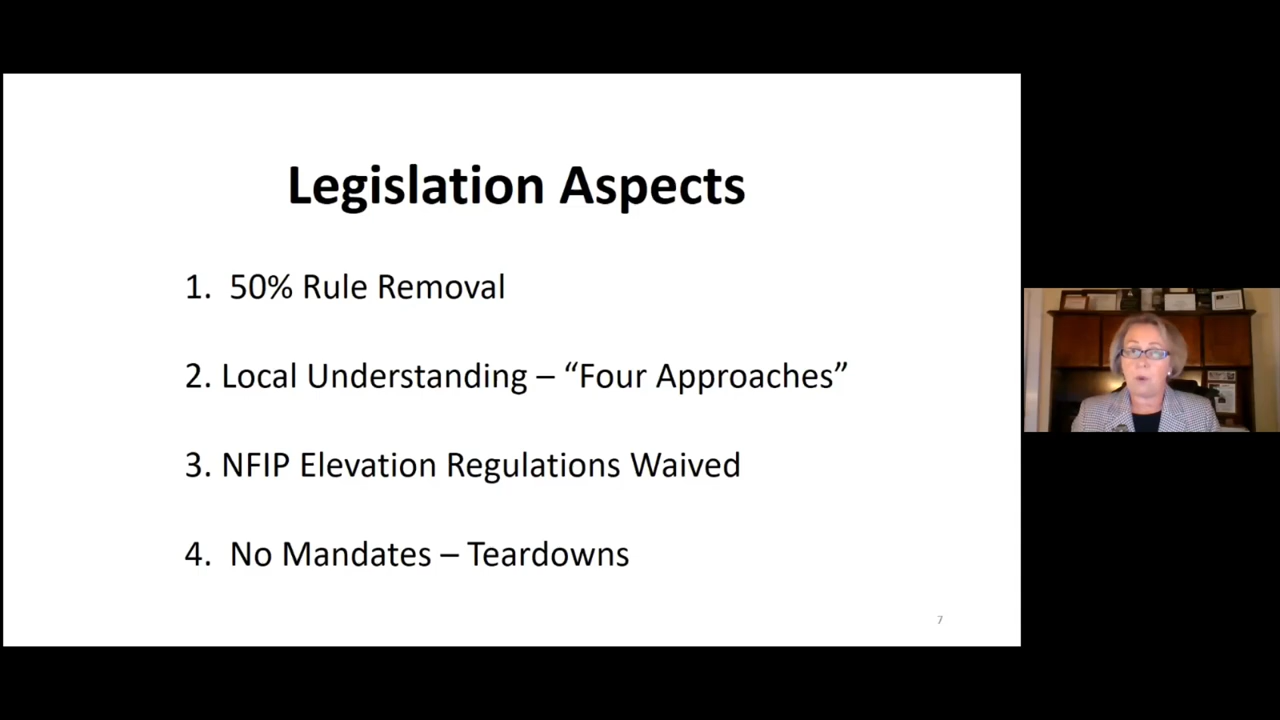 Legislation Aspects
1. 50% Rule Removal
2. Local Understanding – “Four Approaches”
3. NFIP Elevation Regulations Waived
4. No Mandates – Teardowns
7